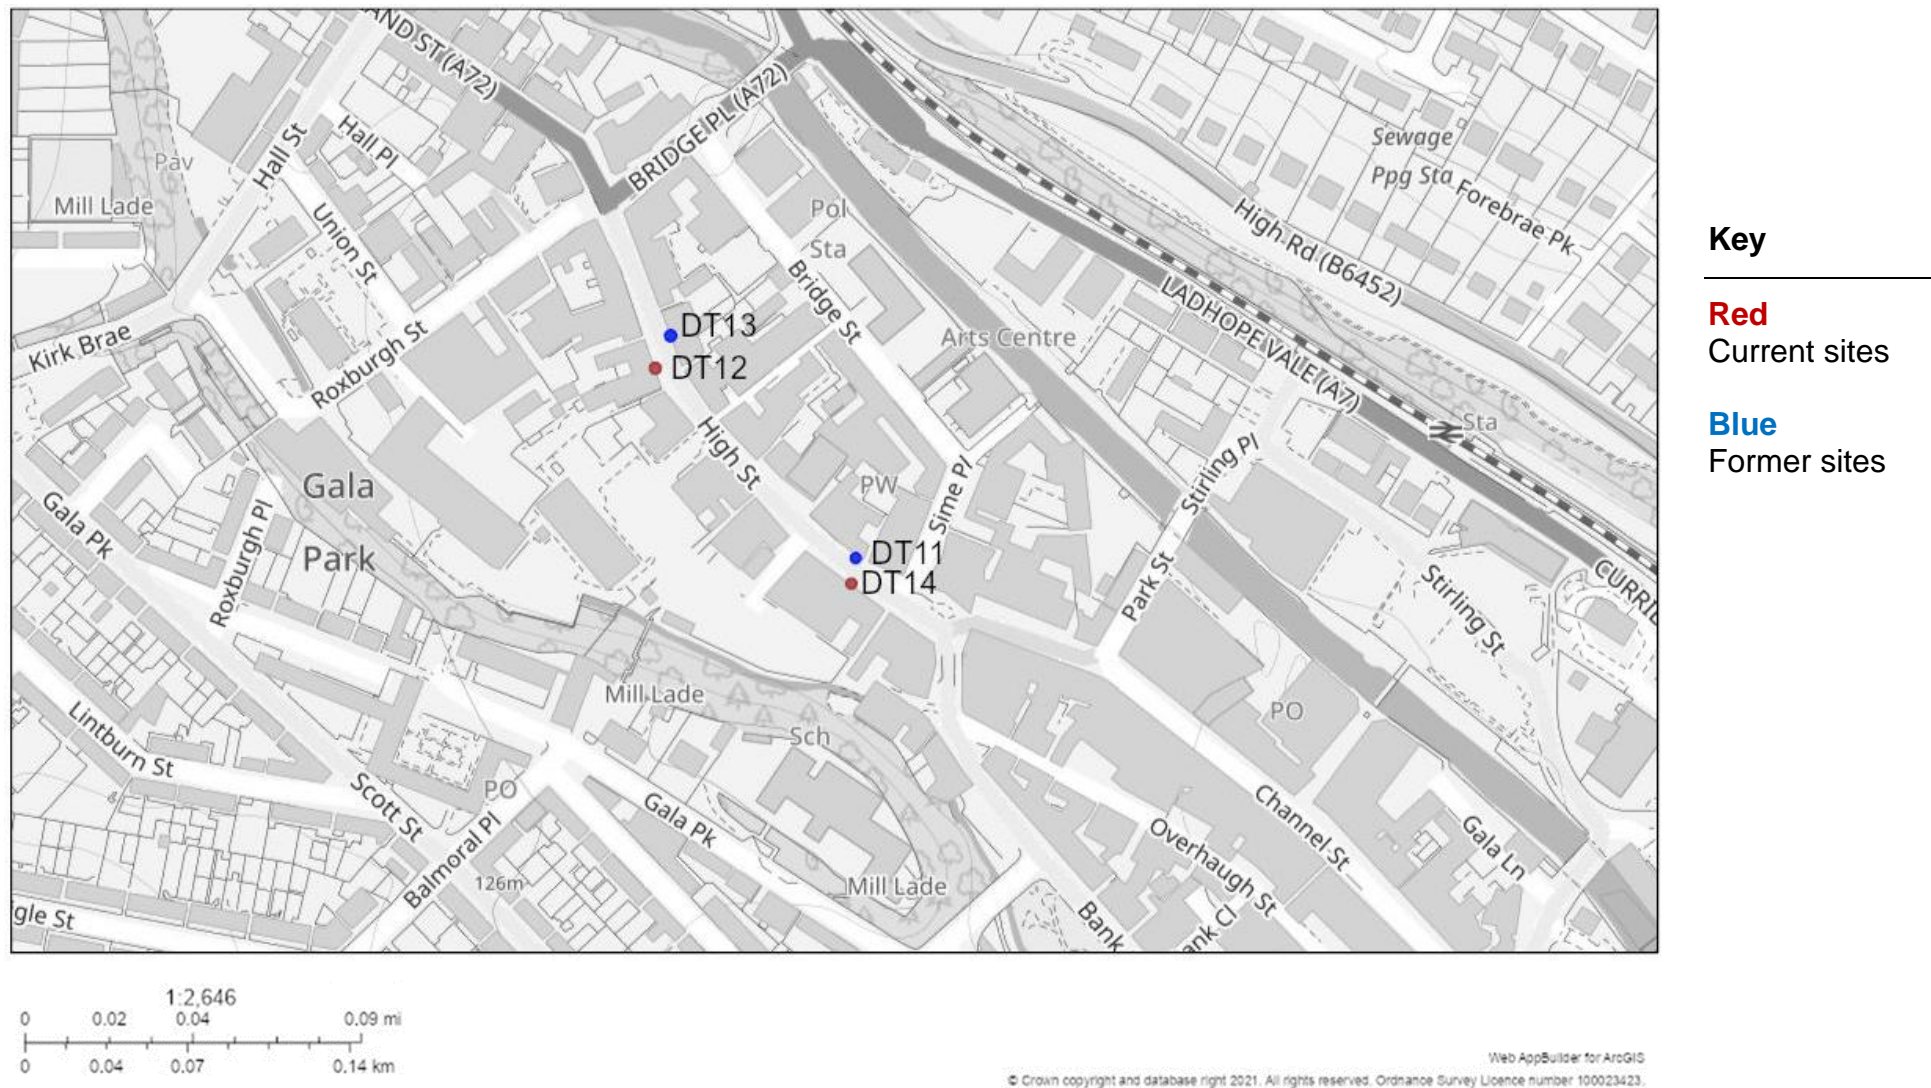 AND ST (A72)
Hall St
Hall Pl
Pav
Mill Lade
Union St
BRIDGE PL (A72)
Pol
Sta
Bridge St
Sewage
Ppg Sta
Forebrae Pk
High Rd (B6452)
LADHOPE VALE (A7)
Kirk Brae
Roxburgh St
DT13
DT12
Arts Centre
High St
Sta
Stirling Pl
PW
Sime Pl
Gala
Park
Gala Pk
Roxburgh Pl
DT11
DT14
Park St
Stirling St
CURRIE
Mill Lade
Sch
PO
Lintburn St
Scott St
PO
Gala Pk
Channel St
Overhaugh St
Gala Ln
Balmoral Pl
126m
Mill Lade
gle St
Bank
ank Cl
Key
Red
Current sites
Blue
Former sites
1:2,646
0 0.02 0.04 0.09 mi
0 0.04 0.07 0.14 km
Web AppBuilder for ArcGIS
© Crown copyright and database right 2021. All rights reserved. Ordnance Survey Licence number 100023423.